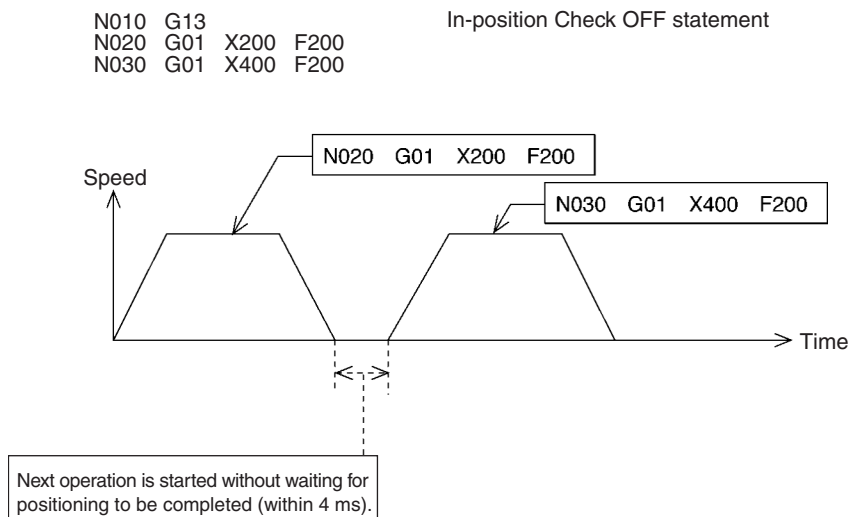 N010 G13 In-position Check OFF statement
N020 G01 X200 F200
N030 G01 X400 F200
N020 G01 X200 F200
Speed
N030 G01 X400 F200
Time
Next operation is started without waiting for
positioning to be completed (within 4 ms).